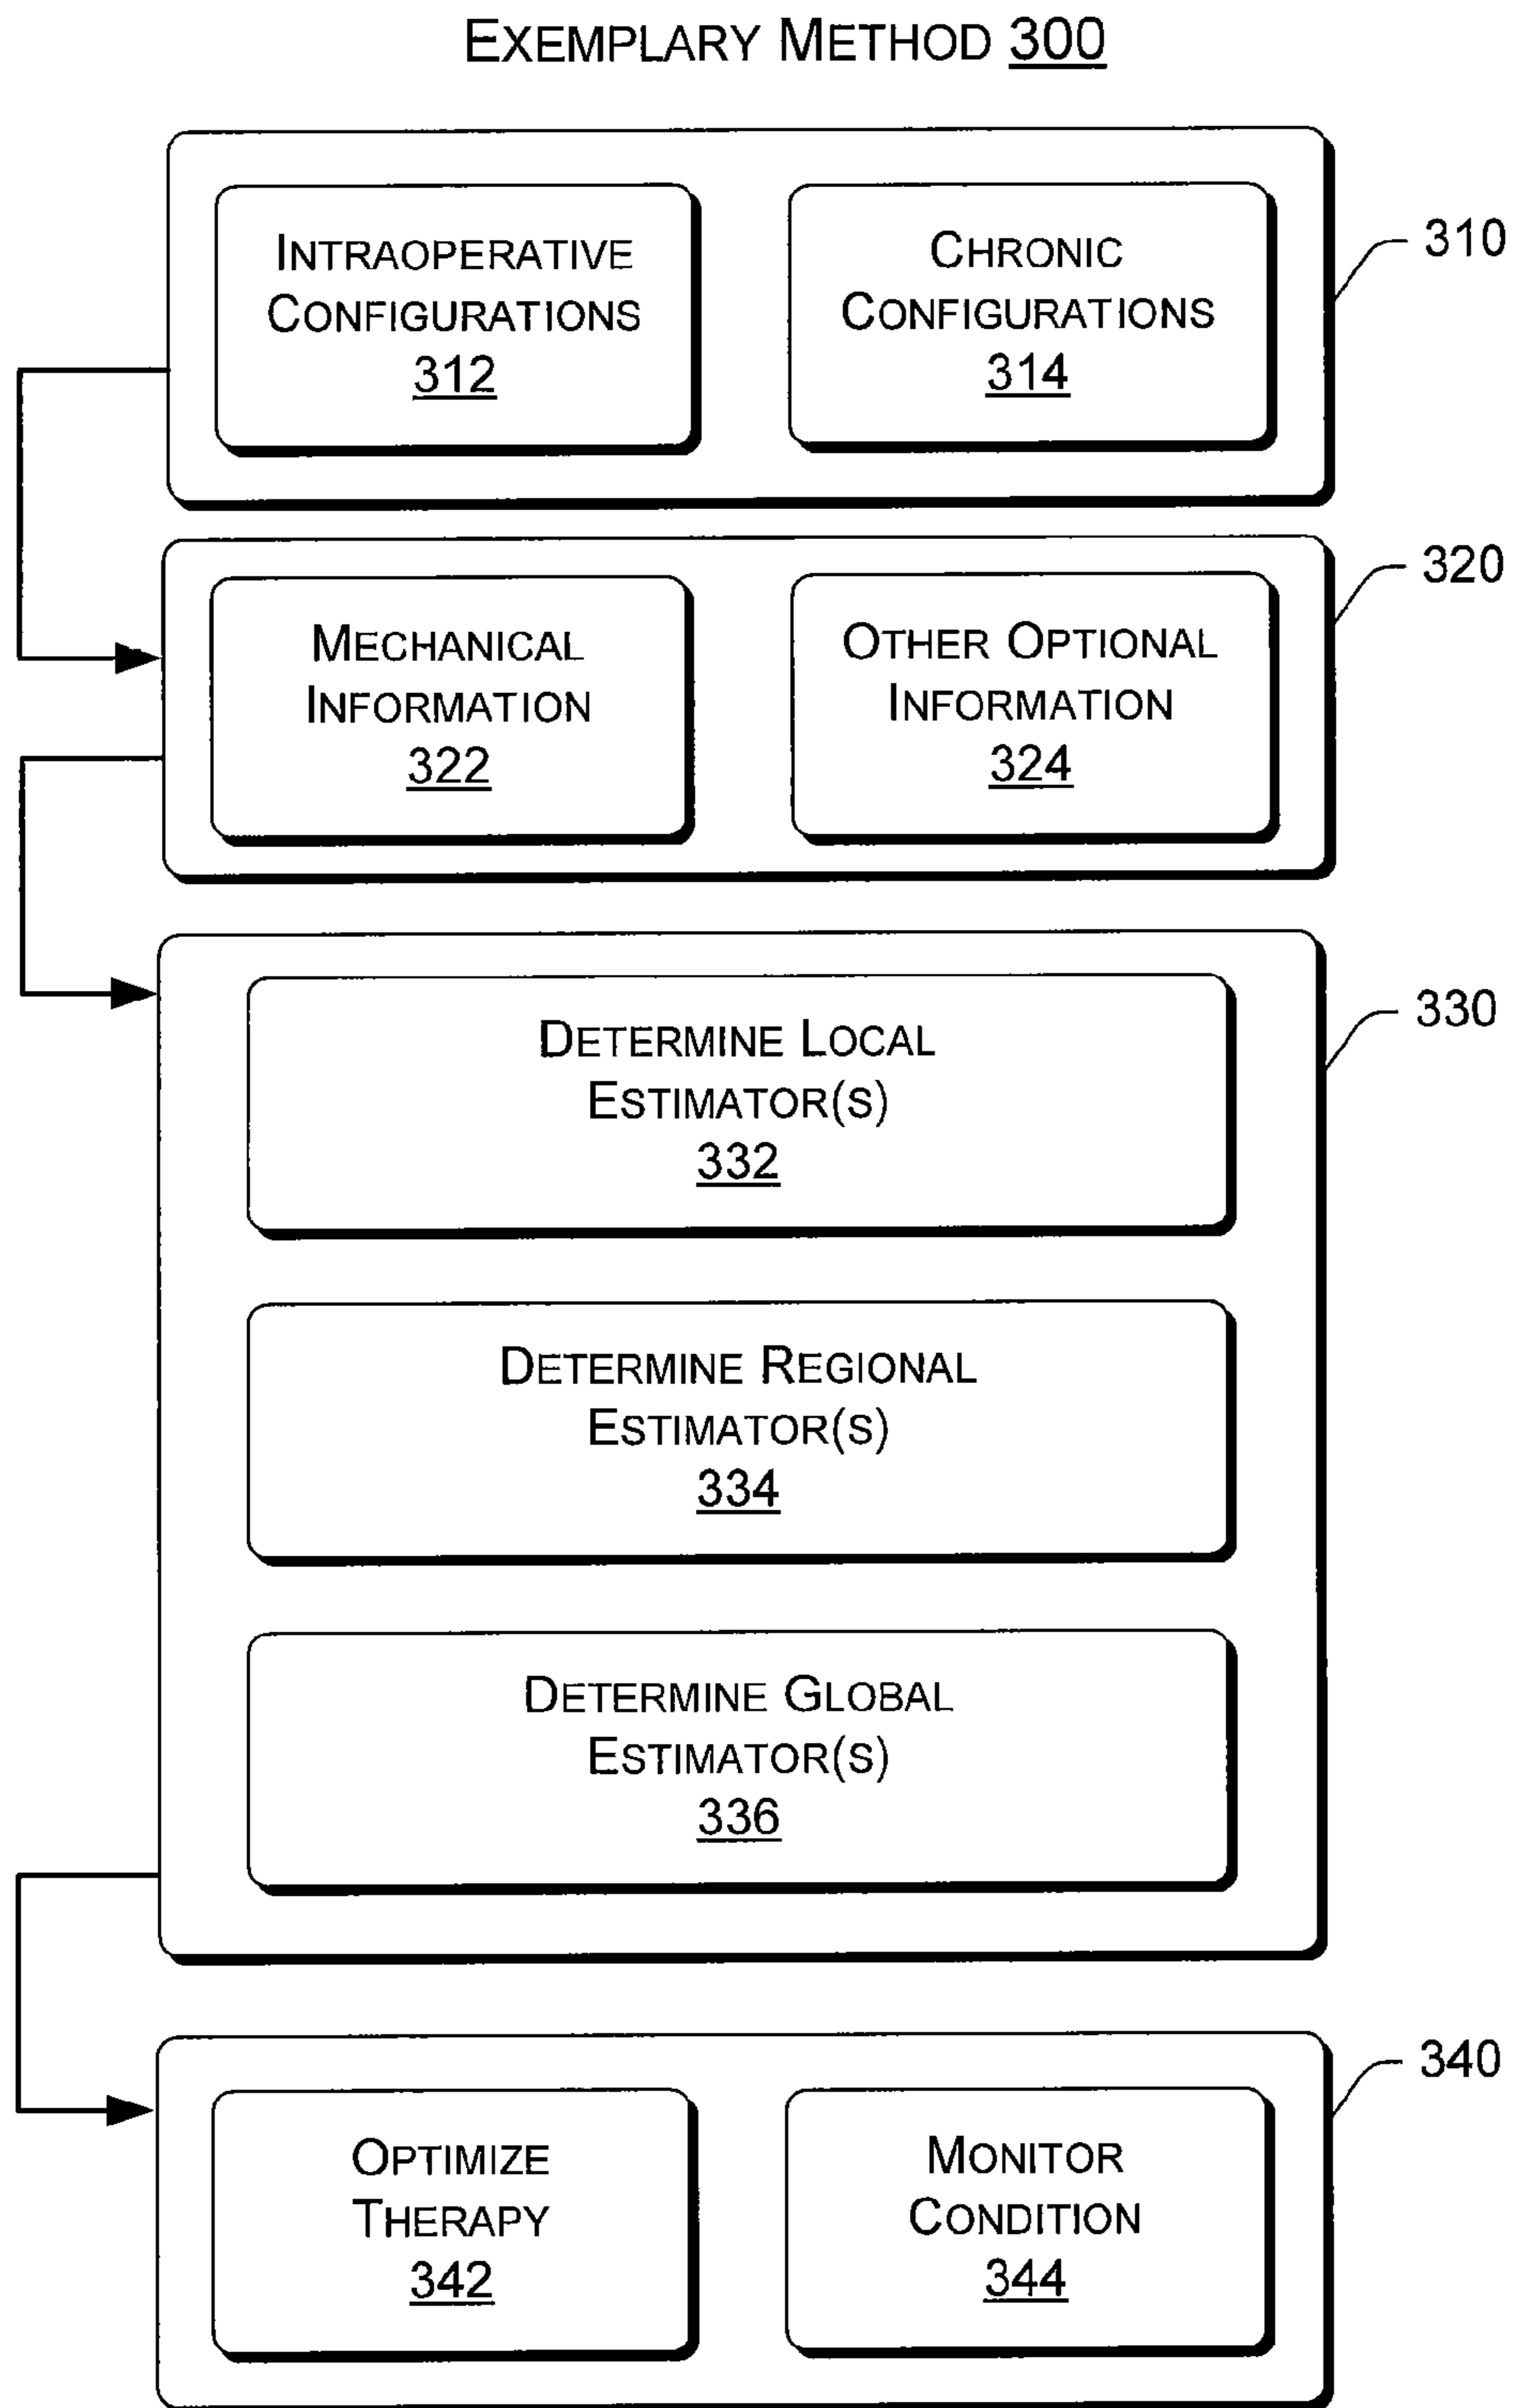 EXEMPLARY METHOD 300
INTRAOPERATIVE
CONFIGURATIONS
312
CHRONIC
CONFIGURATIONS
314
310
MECHANICAL
INFORMATION
322
OTHER OPTIONAL
INFORMATION
324
320
DETERMINE LOCAL
ESTIMATOR(S)
332
330
DETERMINE REGIONAL
ESTIMATOR(S)
334
DETERMINE GLOBAL
ESTIMATOR(S)
336
OPTIMIZE
THERAPY
342
MONITOR
CONDITION
344
340